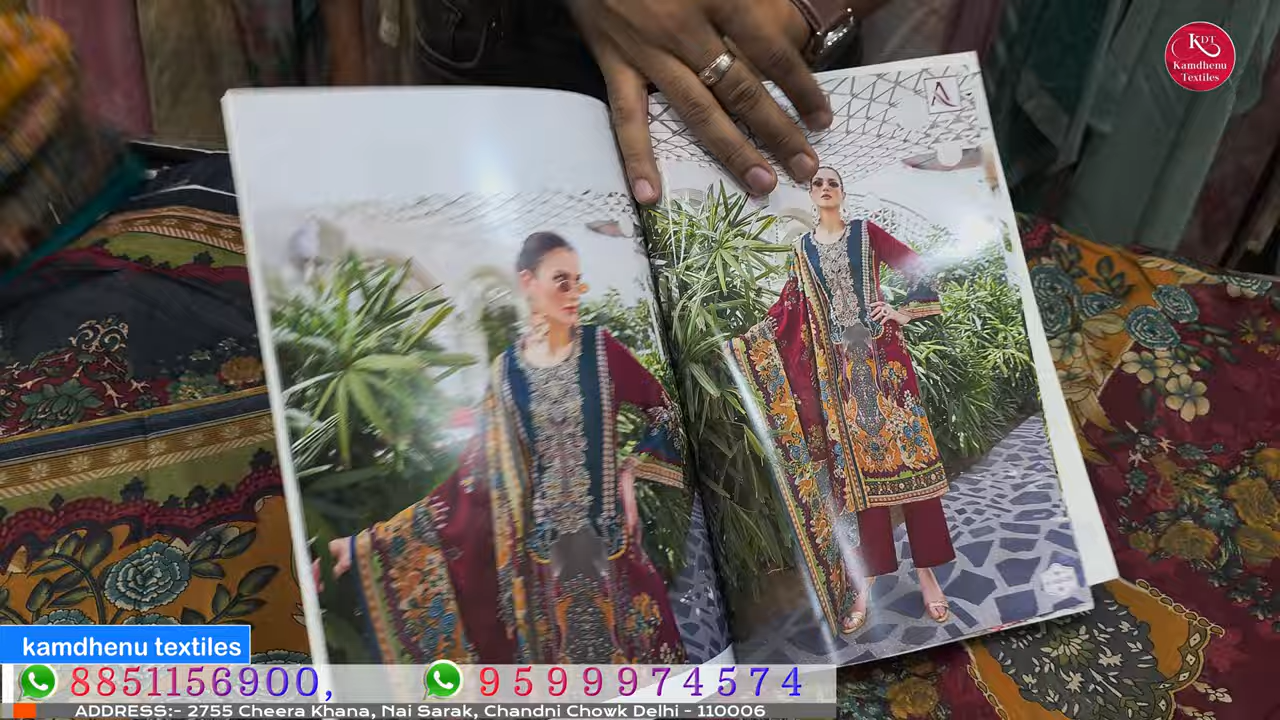 KDT
Kamdhenu
Textiles
kamdhenu textiles
8851156900,
9599974574
ADDRESS:- 2755 Cheera Khana, Nai Sarak, Chandni Chowk Delhi - 110006